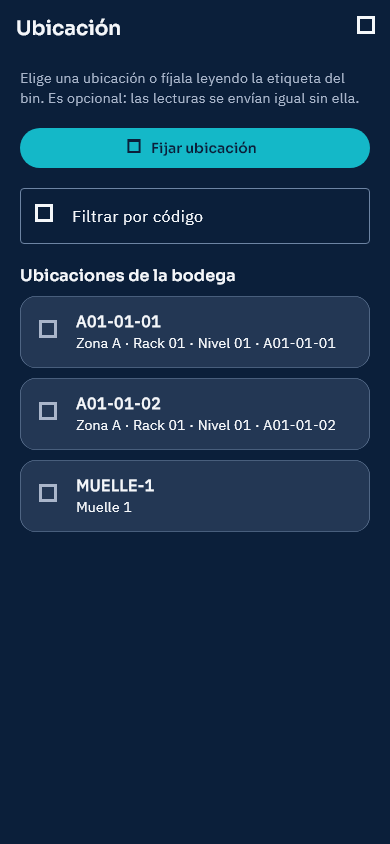 Ubicación
Elige una ubicación o fíjala leyendo la etiqueta del
bin. Es opcional: las lecturas se envían igual sin ella.
Fijar ubicación
Filtrar por código
Ubicaciones de la bodega
A01-01-01
Zona A · Rack 01 · Nivel 01 · A01-01-01
A01-01-02
Zona A · Rack 01 · Nivel 01 · A01-01-02
MUELLE-1
Muelle 1